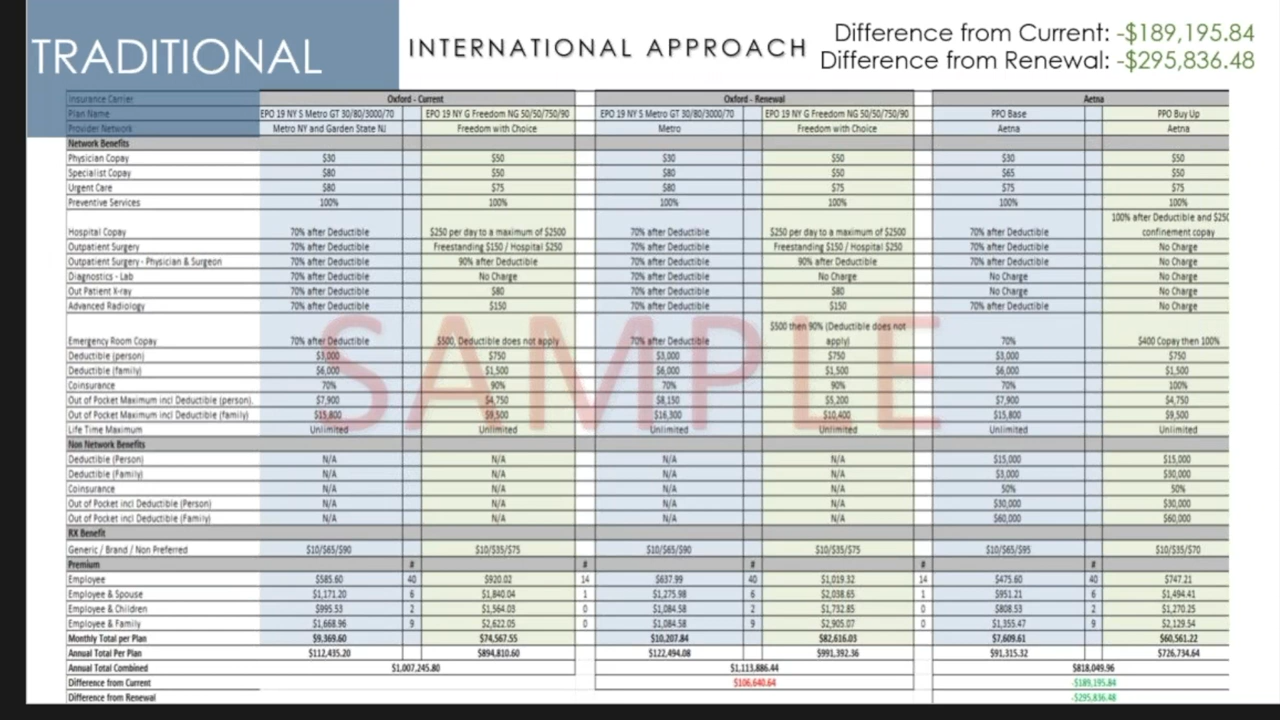 TRADITIONAL
INTERNATIONAL APPROACH
Difference from Current: -$189,195.84
Difference from Renewal: -$295,836.48
Insurance Carrier Oxford - Current Oxford - Renewal Aetna
Plan Name EPO 19 NY S Metro GT 30/80/3000/70 EPO 19 NY G Freedom NG 50/50/750/90 EPO 19 NY S Metro GT 30/80/3000/70 EPO 19 NY G Freedom NG 50/50/750/90 PPO Base PPO Buy Up
Provider Network Metro NY and Garden State NJ Freedom with Choice Metro Freedom with Choice Aetna Aetna
Network Benefits
Physician Copay $30 $50 $30 $50 $30 $50
Specialist Copay $80 $50 $80 $50 $65 $50
Urgent Care $80 $75 $80 $75 $75 $75
Preventive Services 100% 100% 100% 100% 100% 100%
Hospital Copay 70% after Deductible $250 per day to a maximum of $2500 70% after Deductible $250 per day to a maximum of $2500 70% after Deductible 100% after Deductible and $250 confinement copay
Outpatient Surgery 70% after Deductible Freestanding $150 / Hospital $250 70% after Deductible Freestanding $150 / Hospital $250 70% after Deductible No Charge
Outpatient Surgery - Physician & Surgeon 70% after Deductible 90% after Deductible 70% after Deductible 90% after Deductible 70% after Deductible No Charge
Diagnostics - Lab 70% after Deductible No Charge 70% after Deductible No Charge No Charge No Charge
Out Patient X-ray 70% after Deductible $80 70% after Deductible $80 No Charge No Charge
Advanced Radiology 70% after Deductible $150 70% after Deductible $150 70% after Deductible No Charge
Emergency Room Copay 70% after Deductible $500, Deductible does not apply 70% after Deductible $500 then 90% (Deductible does not apply) 70% $400 Copay then 100%
Deductible (person) $3,000 $750 $3,000 $750 $3,000 $750
Deductible (family) $6,000 $1,500 $6,000 $1,500 $6,000 $1,500
Coinsurance 70% 90% 70% 90% 70% 100%
Out of Pocket Maximum incl Deductible (person). $7,900 $4,750 $8,150 $5,200 $7,900 $4,750
Out of Pocket Maximum incl Deductible (family) $15,800 $9,500 $16,300 $10,400 $15,800 $9,500
Life Time Maximum Unlimited Unlimited Unlimited Unlimited Unlimited Unlimited
SAMPLE
Non Network Benefits
Deductible (Person) N/A N/A N/A N/A $15,000 $15,000
Deductible (Family) N/A N/A N/A N/A $3,000 $30,000
Coinsurance N/A N/A N/A N/A 50% 50%
Out of Pocket incl Deductible (Person) N/A N/A N/A N/A $30,000 $30,000
Out of Pocket incl Deductible (Family) N/A N/A N/A N/A $60,000 $60,000
RX Benefit
Generic / Brand / Non Preferred $10/$65/$90 $10/$35/$75 $10/$65/$90 $10/$35/$75 $10/$65/$95 $10/$35/$70
Premium # # # # #
Employee $585.60 40 $920.02 14 $637.99 40 $1,019.32 14 $475.60 40 $747.21
Employee & Spouse $1,171.20 6 $1,840.04 1 $1,275.98 6 $2,038.65 1 $951.21 6 $1,494.41
Employee & Children $995.53 2 $1,564.03 0 $1,084.58 2 $1,732.85 0 $808.53 2 $1,270.25
Employee & Family $1,668.96 9 $2,622.05 0 $1,084.58 9 $2,905.07 0 $1,355.47 9 $2,129.54
Monthly Total per Plan $9,369.60 $74,567.55 $10,207.84 $82,616.03 $7,609.61 $60,561.22
Annual Total Per Plan $112,435.20 $894,810.60 $122,494.08 $991,392.36 $91,315.32 $726,734.64
Annual Total Combined $1,007,245.80 $1,113,886.44 $818,049.96
Difference from Current $106,640.64 -$189,195.84
Difference from Renewal -$295,836.48